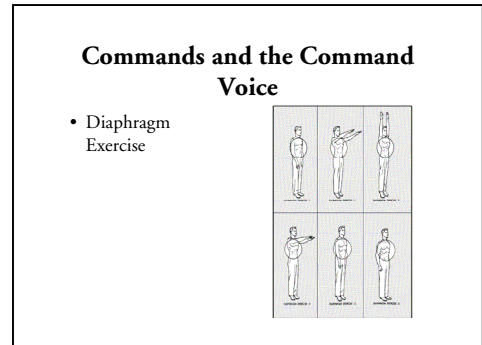 Commands and the Command
Voice
• Diaphragm
Exercise